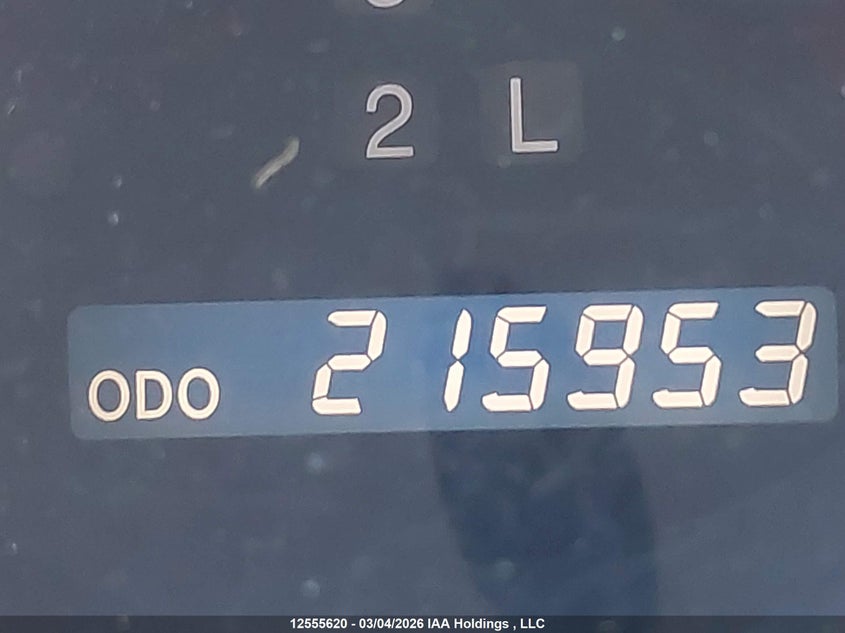 2 L
ODO 215953
12555620 - 03/04/2026 IAA Holdings , LLC